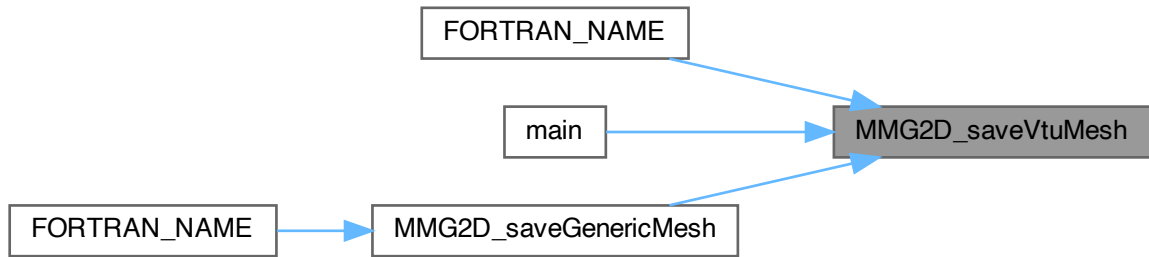 FORTRAN_NAME
main
MMG2D_saveVtuMesh
FORTRAN_NAME
MMG2D_saveGenericMesh